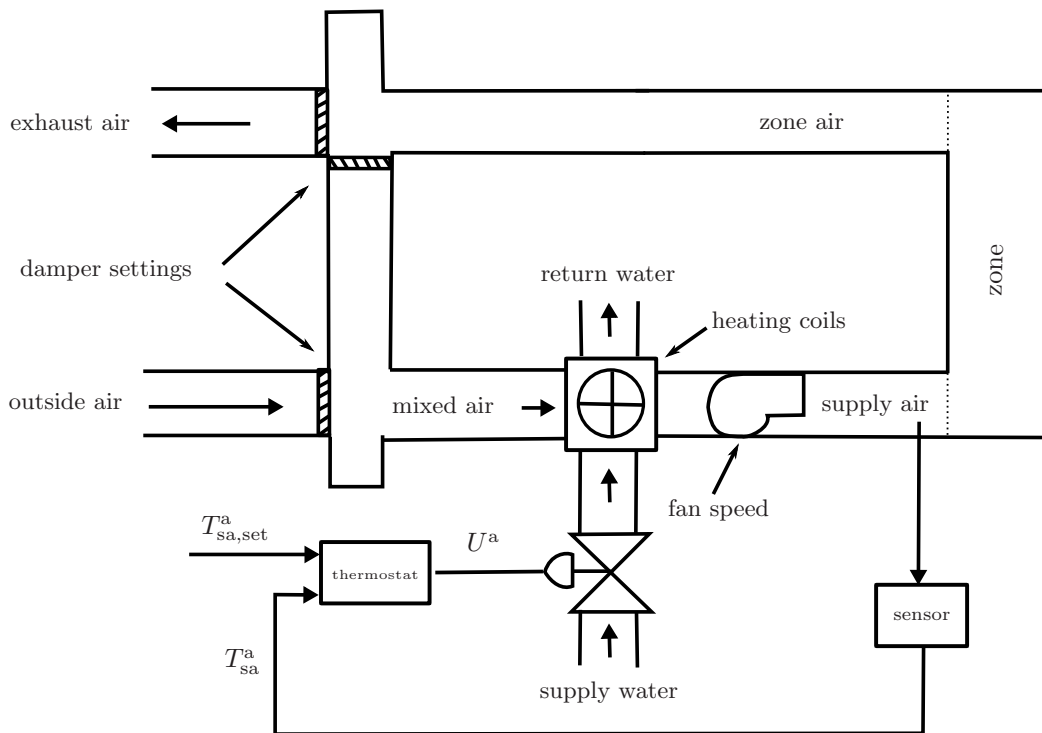 exhaust air
zone air
damper settings
return water
zone
heating coils
outside air
mixed air
supply air
fan speed
T^a_sa,set
U^a
thermostat
sensor
T^a_sa
supply water